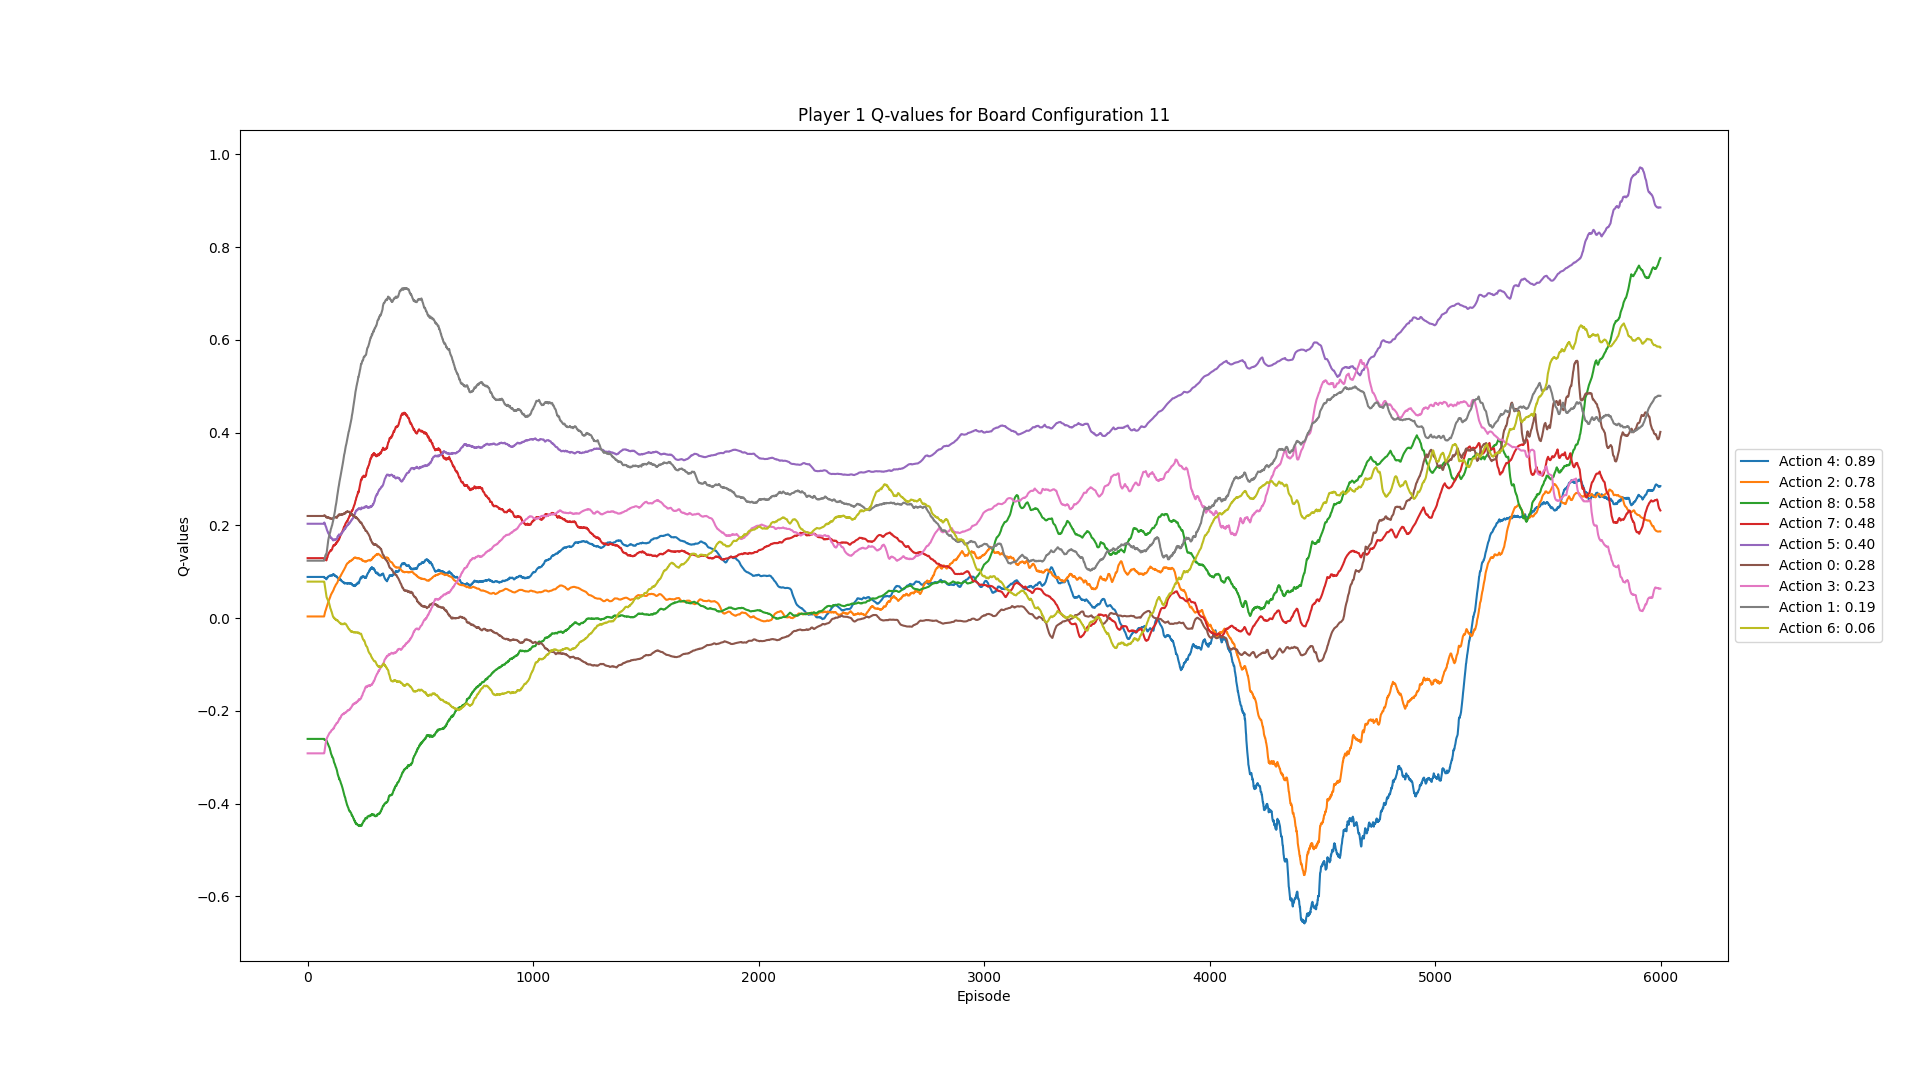 Player 1 Q-values for Board Configuration 11
1.0
0.8
0.6
0.4
0.2
0.0
−0.2
−0.4
−0.6
Q-values
0 1000 2000 3000 4000 5000 6000
Episode
Action 4: 0.89
Action 2: 0.78
Action 8: 0.58
Action 7: 0.48
Action 5: 0.40
Action 0: 0.28
Action 3: 0.23
Action 1: 0.19
Action 6: 0.06